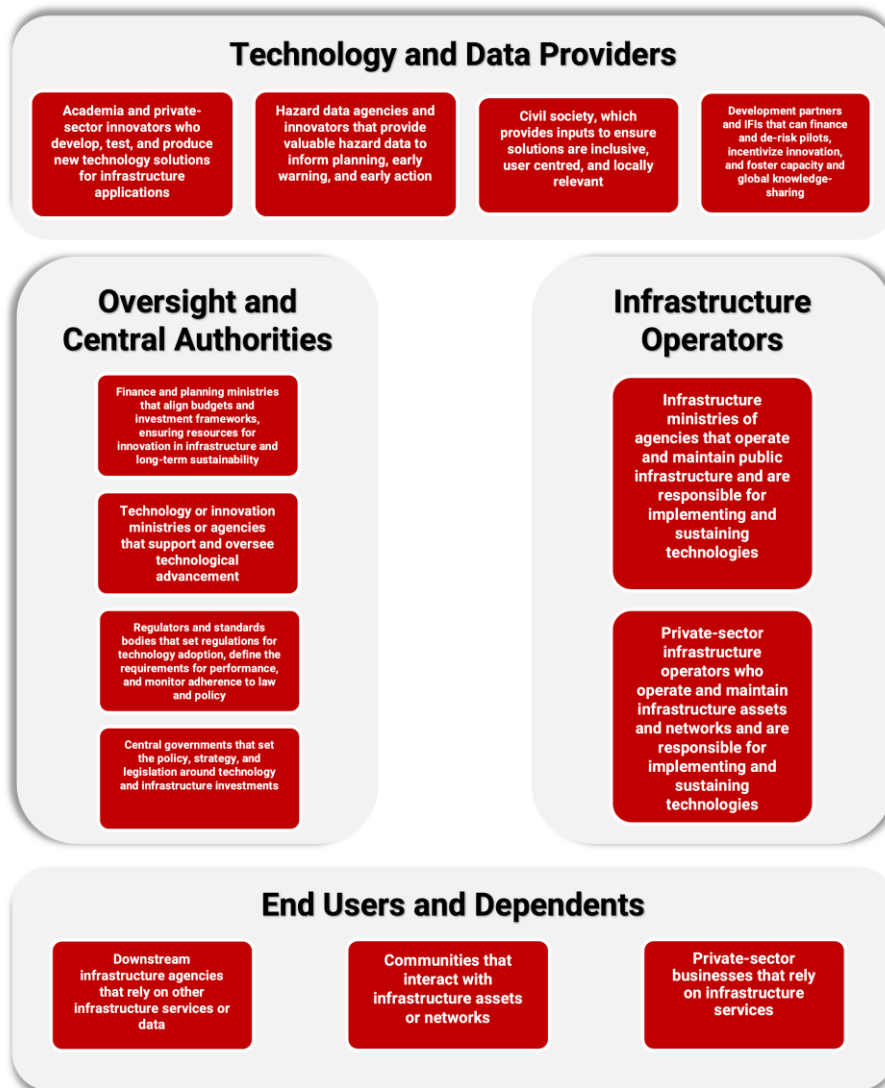 Technology and Data Providers
Academia and private-
sector innovators who
develop, test, and produce
new technology solutions
for infrastructure
applications
Hazard data agencies and
innovators that provide
valuable hazard data to
inform planning, early
warning, and early action
Civil society, which
provides inputs to ensure
solutions are inclusive,
user centred, and locally
relevant
Development partners
and IFIs that can finance
and de-risk pilots,
incentivize innovation,
and foster capacity and
global knowledge-
sharing
Oversight and
Central Authorities
Finance and planning ministries
that align budgets and
investment frameworks,
ensuring resources for
innovation in infrastructure and
long-term sustainability
Technology or innovation
ministries or agencies
that support and oversee
technological
advancement
Regulators and standards
bodies that set regulations for
technology adoption, define the
requirements for performance,
and monitor adherence to law
and policy
Central governments that set
the policy, strategy, and
legislation around technology
and infrastructure investments
Infrastructure
Operators
Infrastructure
ministries of
agencies that operate
and maintain public
infrastructure and are
responsible for
implementing and
sustaining
technologies
Private-sector
infrastructure
operators who
operate and maintain
infrastructure assets
and networks and are
responsible for
implementing and
sustaining
technologies
End Users and Dependents
Downstream
infrastructure agencies
that rely on other
infrastructure services or
data
Communities that
interact with
infrastructure assets
or networks
Private-sector
businesses that rely
on infrastructure
services